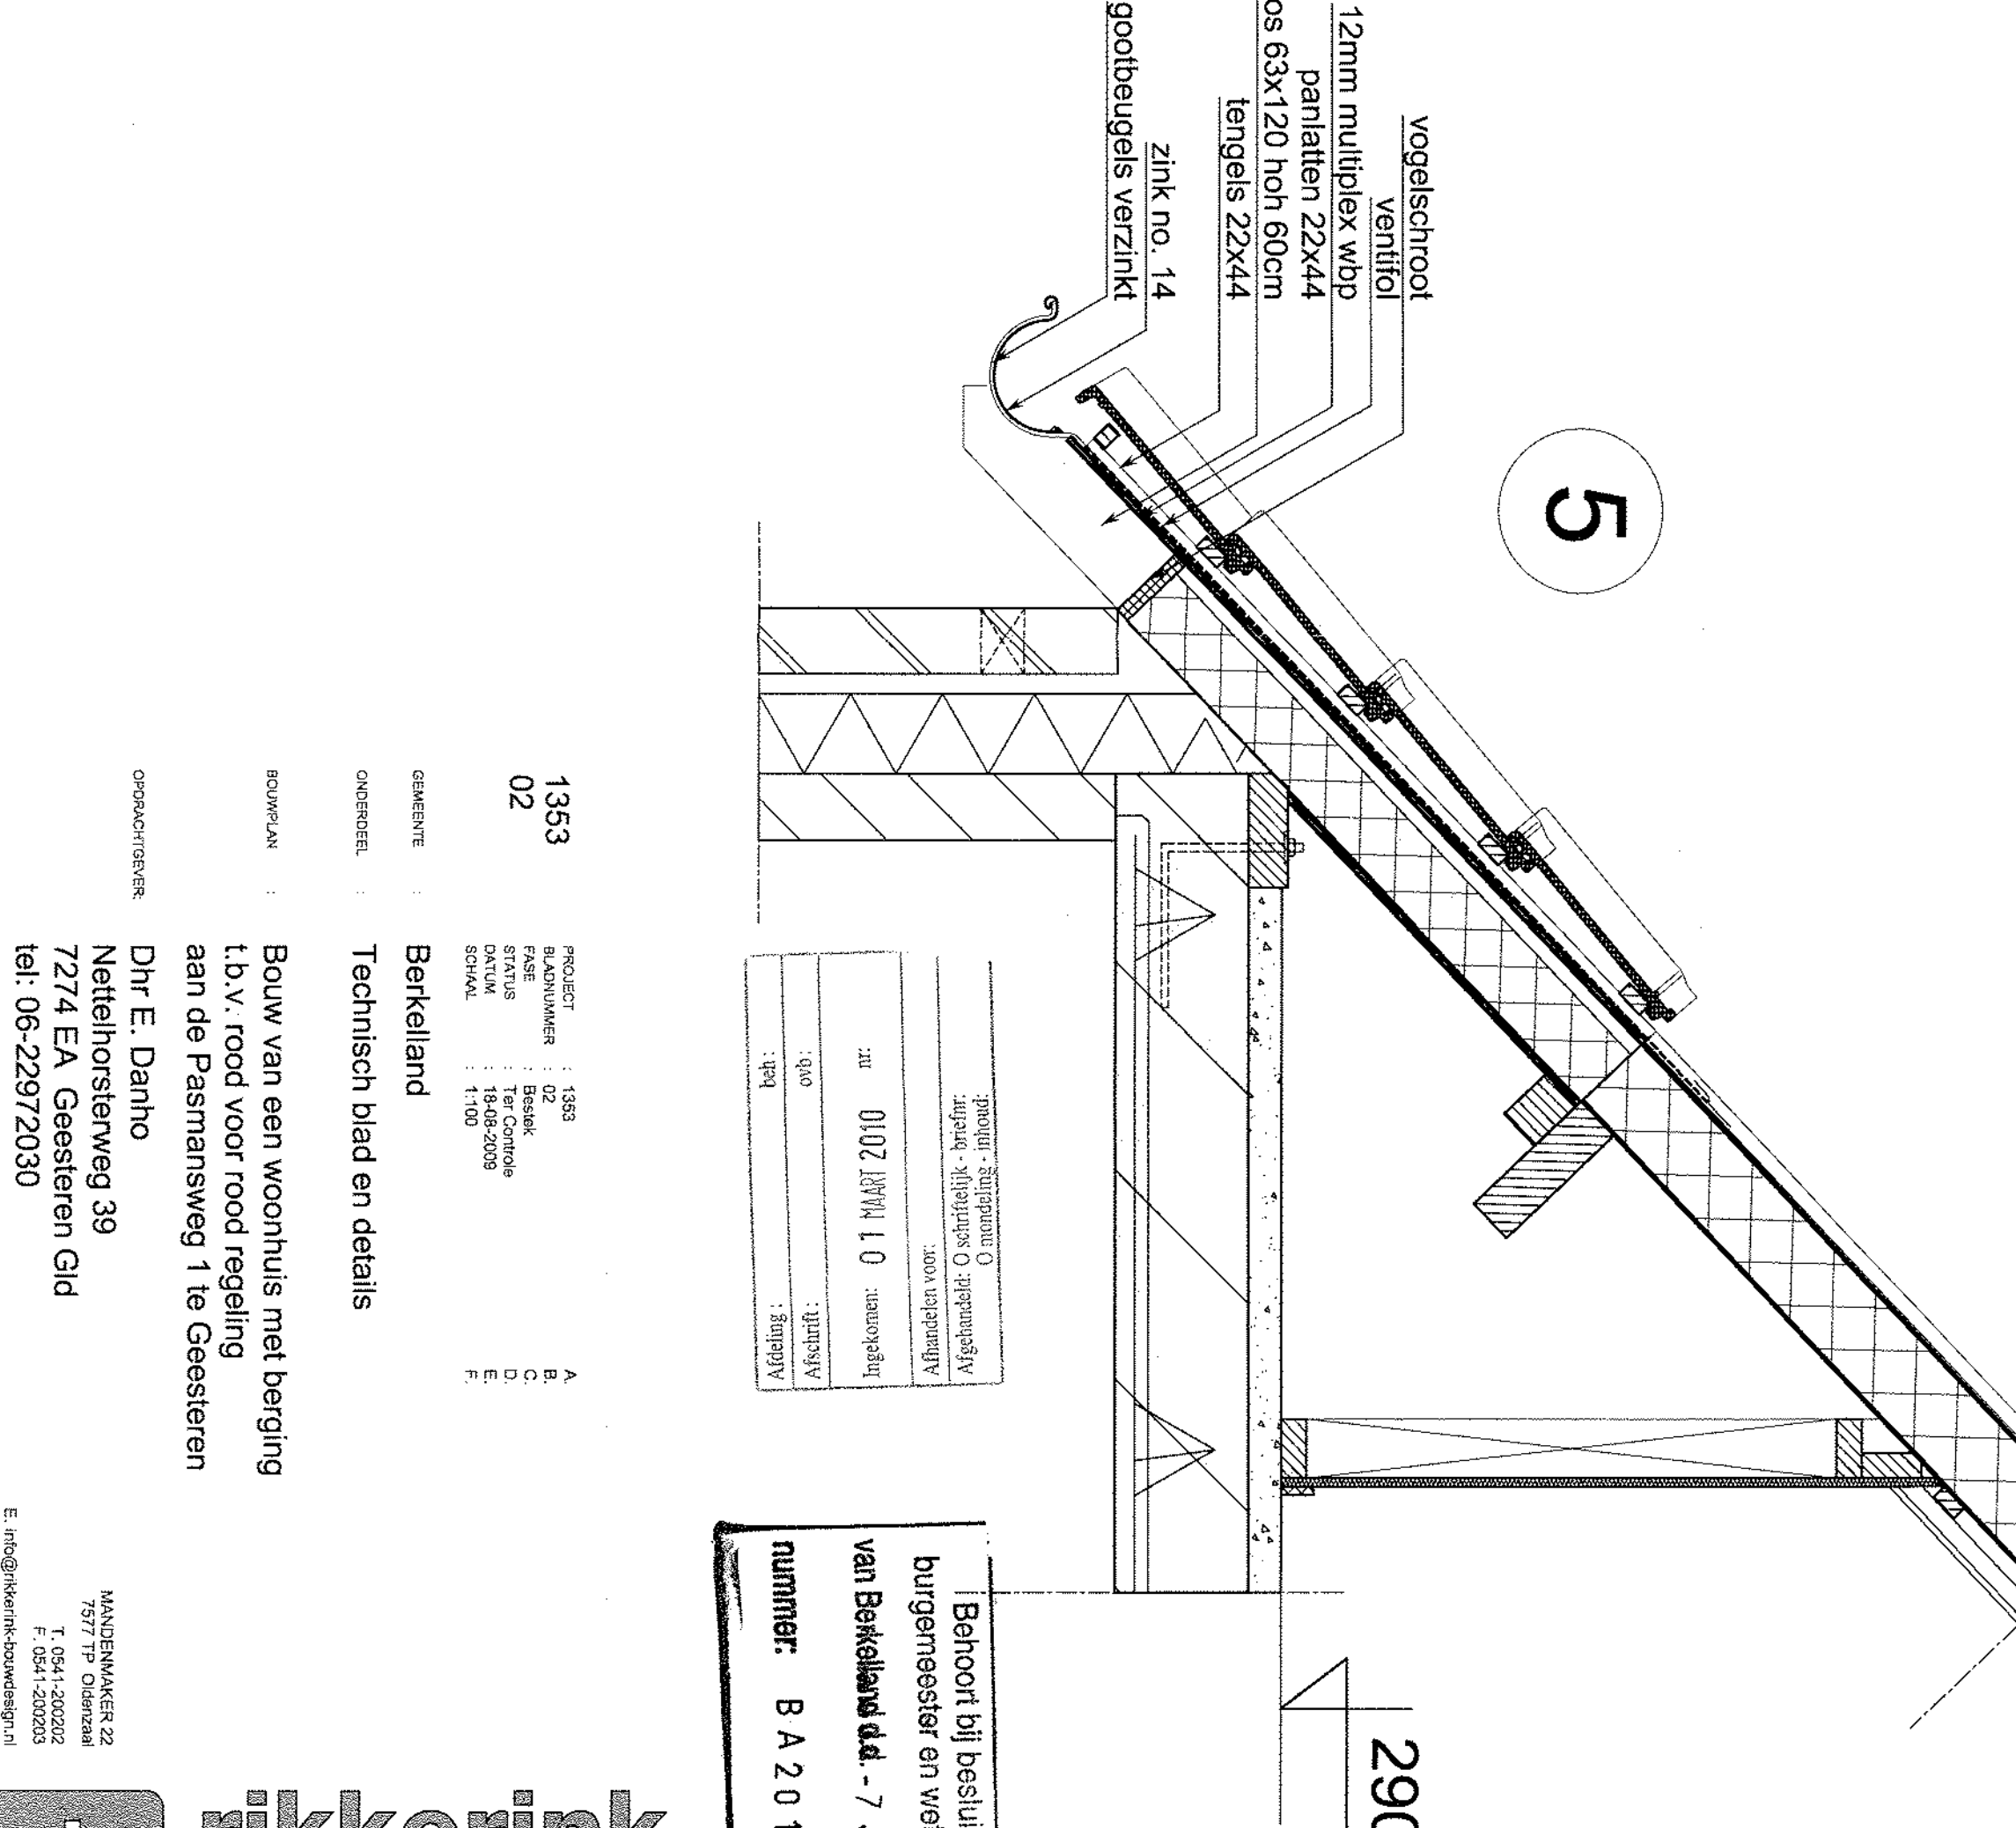 vogelschroot
ventifol
12mm multiplex wbp
panlatten 22x44
os 63x120 hoh 60cm
tengels 22x44
zink no. 14
gootbeugels verzinkt
5
290
Afgehandeld: O schriftelijk - briefnr:
O mondeling - inhoud:
Afhandelen voor:
Ingekomen: 0 1 MAART 2010 nr:
Afschrift: ovb:
Afdeling: beh:
Behoort bij beslui
burgemeester en wet
van Berkelland d.d. - 7
nummer: BA 20 1
1353
02
PROJECT : 1353
BLADNUMMER : 02
FASE : Bestek
STATUS : Ter Controle
DATUM : 18-08-2009
SCHAAL : 1:100
A.
B.
C.
D.
E.
F.
GEMEENTE : Berkelland
ONDERDEEL : Technisch blad en details
BOUWPLAN : Bouw van een woonhuis met berging
t.b.v. rood voor rood regeling
aan de Pasmansweg 1 te Geesteren
OPDRACHTGEVER: Dhr E. Danho
Nettelhorsterweg 39
7274 EA Geesteren Gld
tel: 06-22972030
MANDENMAKER 22
7577 TP Oldenzaal
T. 0541-200202
F. 0541-200203
E. info@rikkerink-bouwdesign.nl
rikkerink